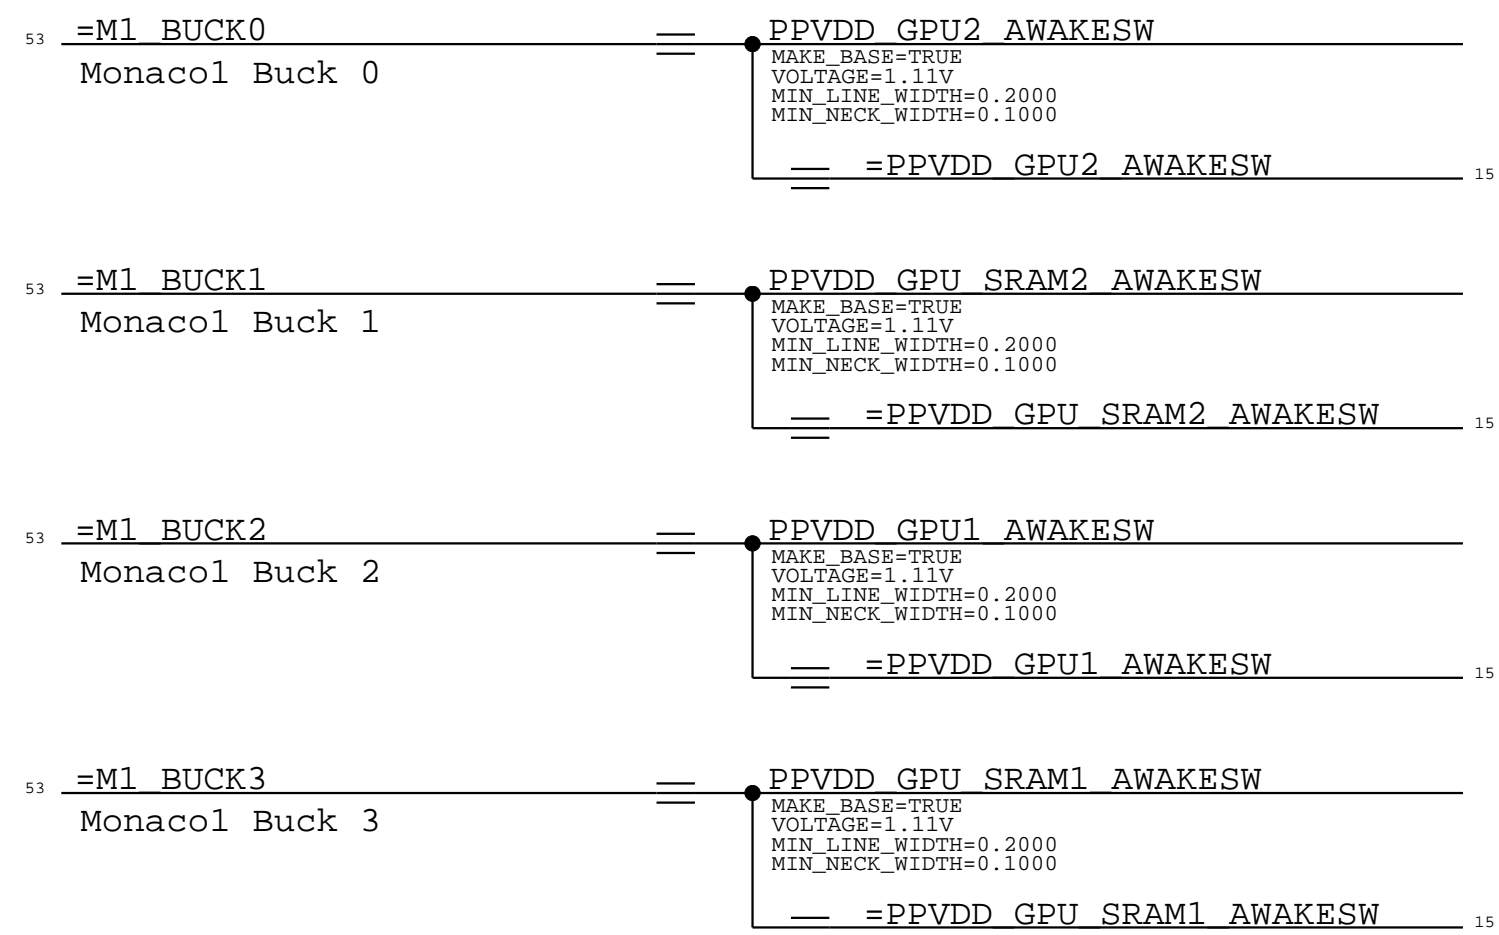 53 =M1_BUCK0 PPVDD_GPU2_AWAKESW
Monaco1 Buck 0
MAKE_BASE=TRUE
VOLTAGE=1.11V
MIN_LINE_WIDTH=0.2000
MIN_NECK_WIDTH=0.1000
=PPVDD_GPU2_AWAKESW 15
53 =M1_BUCK1 PPVDD_GPU_SRAM2_AWAKESW
Monaco1 Buck 1
MAKE_BASE=TRUE
VOLTAGE=1.11V
MIN_LINE_WIDTH=0.2000
MIN_NECK_WIDTH=0.1000
=PPVDD_GPU_SRAM2_AWAKESW 15
53 =M1_BUCK2 PPVDD_GPU1_AWAKESW
Monaco1 Buck 2
MAKE_BASE=TRUE
VOLTAGE=1.11V
MIN_LINE_WIDTH=0.2000
MIN_NECK_WIDTH=0.1000
=PPVDD_GPU1_AWAKESW 15
53 =M1_BUCK3 PPVDD_GPU_SRAM1_AWAKESW
Monaco1 Buck 3
MAKE_BASE=TRUE
VOLTAGE=1.11V
MIN_LINE_WIDTH=0.2000
MIN_NECK_WIDTH=0.1000
=PPVDD_GPU_SRAM1_AWAKESW 15